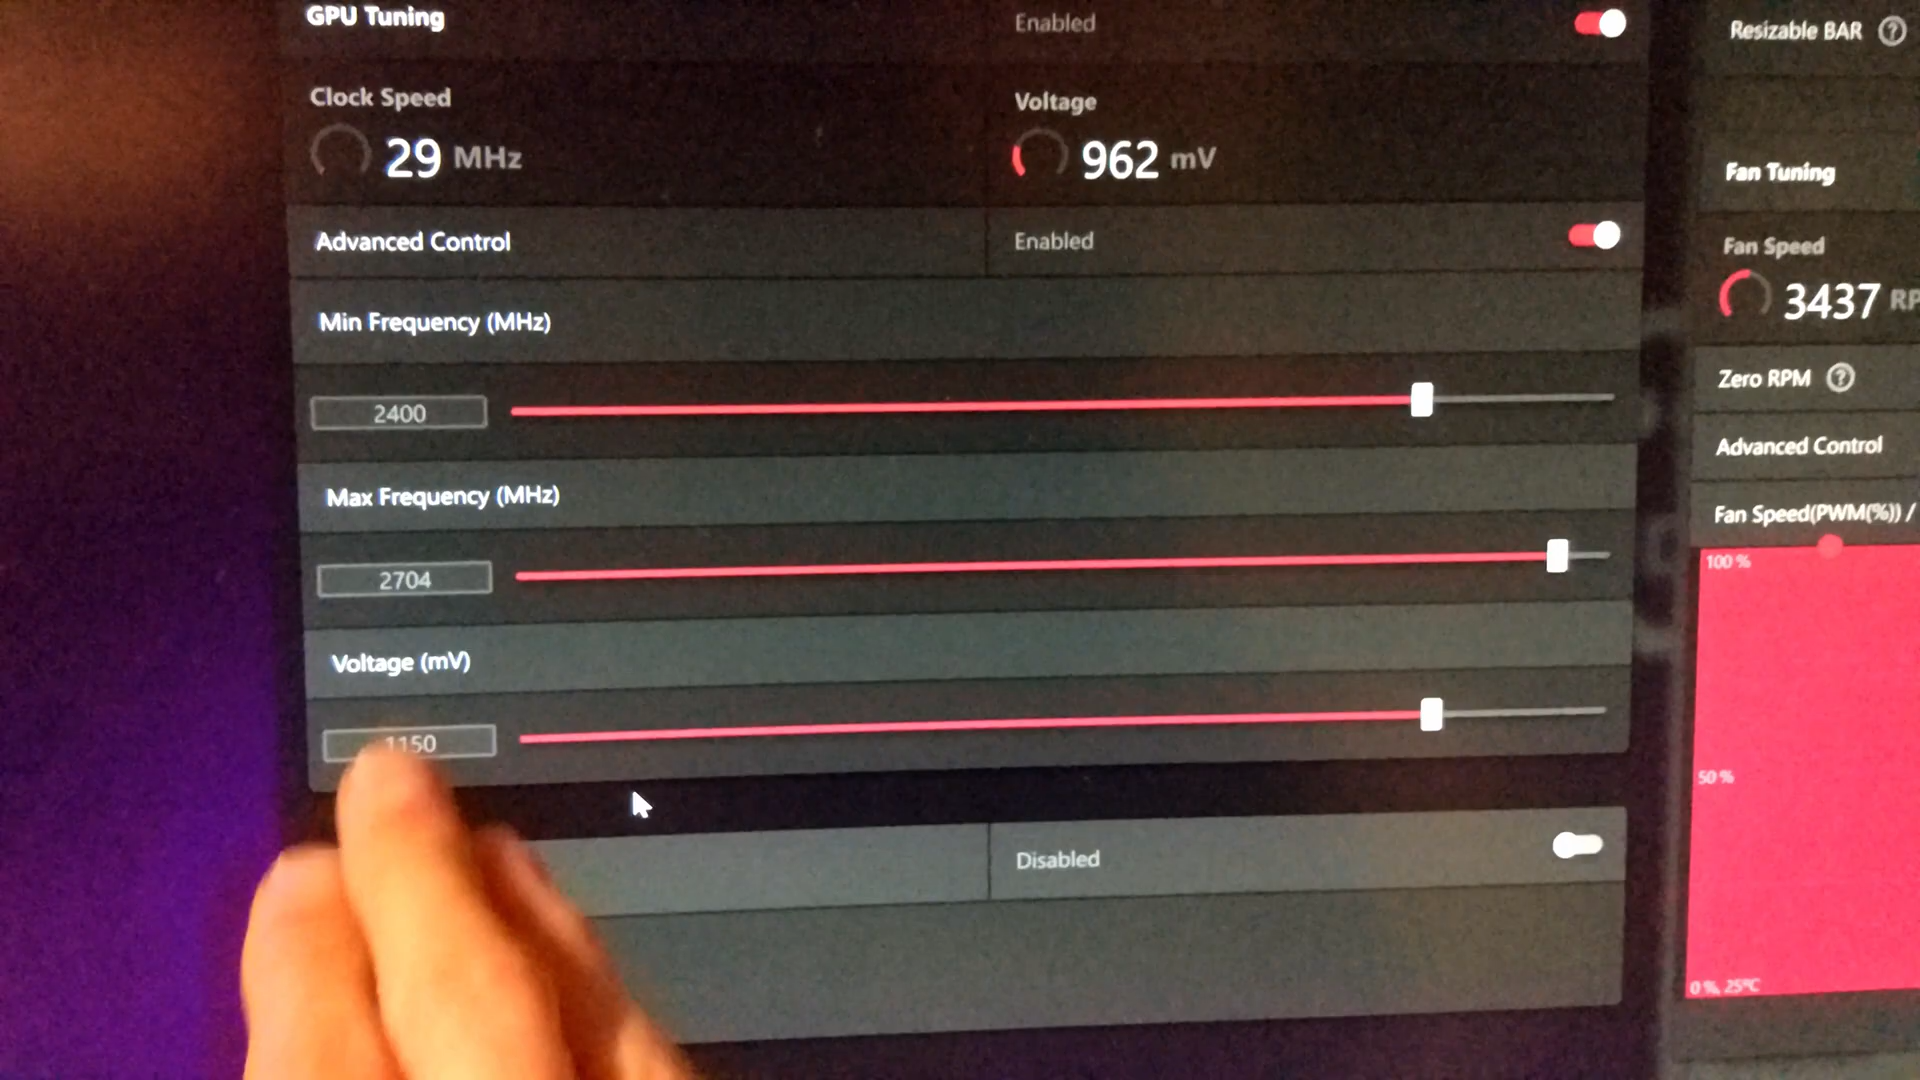 GPU Tuning
Enabled
Clock Speed
29 MHz
Voltage
962 mV
Advanced Control
Enabled
Min Frequency (MHz)
2400
Max Frequency (MHz)
2704
Voltage (mV)
1150
Disabled
Resizable BAR ?
Fan Tuning
Fan Speed
3437 RP
Zero RPM ?
Advanced Control
Fan Speed(PWM(%)) /
100 %
50 %
0 %, 25°C